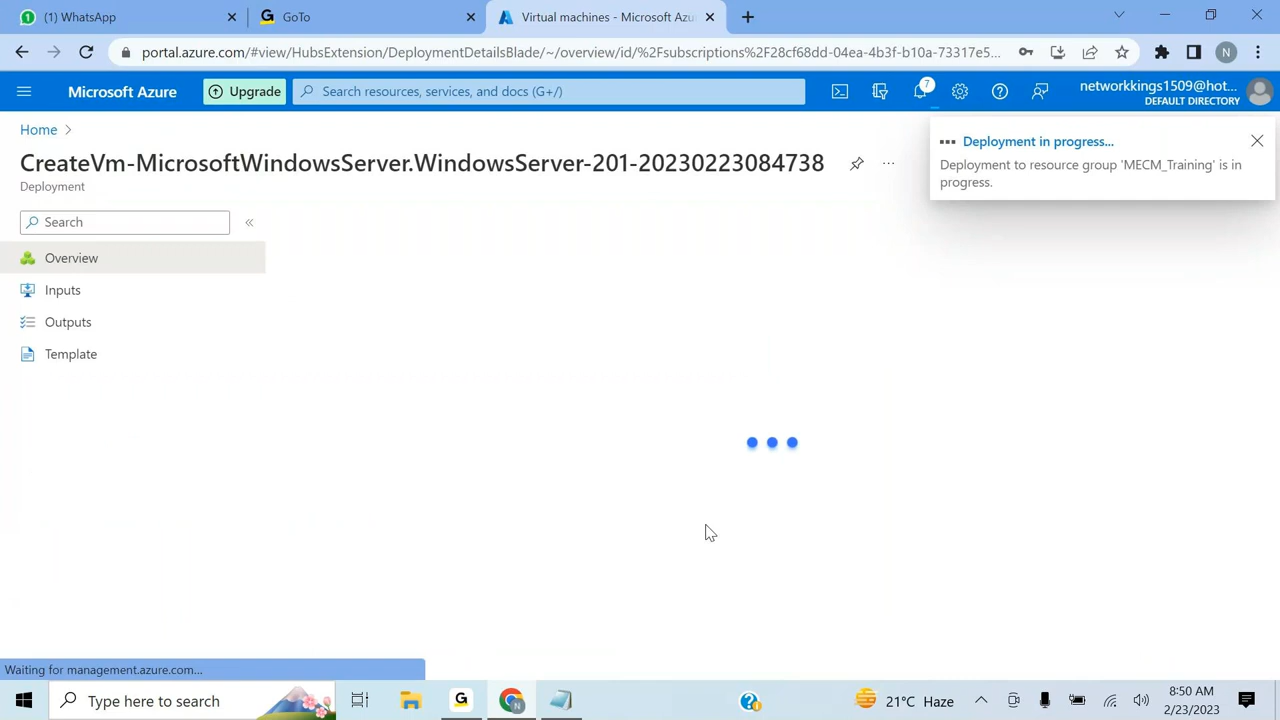 (1) WhatsApp
GoTo
Virtual machines - Microsoft Azu
portal.azure.com/#view/HubsExtension/DeploymentDetailsBlade/~/overview/id/%2Fsubscriptions%2F28cf68dd-04ea-4b3f-b10a-73317e5...
N
Microsoft Azure
Upgrade
Search resources, services, and docs (G+/)
7
networkkings1509@hot...
DEFAULT DIRECTORY
Home
Deployment in progress...
Deployment to resource group 'MECM_Training' is in
progress.
CreateVm-MicrosoftWindowsServer.WindowsServer-201-20230223084738
Deployment
Search
Overview
Inputs
Outputs
Template
Waiting for management.azure.com...
Type here to search
21°C Haze
8:50 AM
2/23/2023